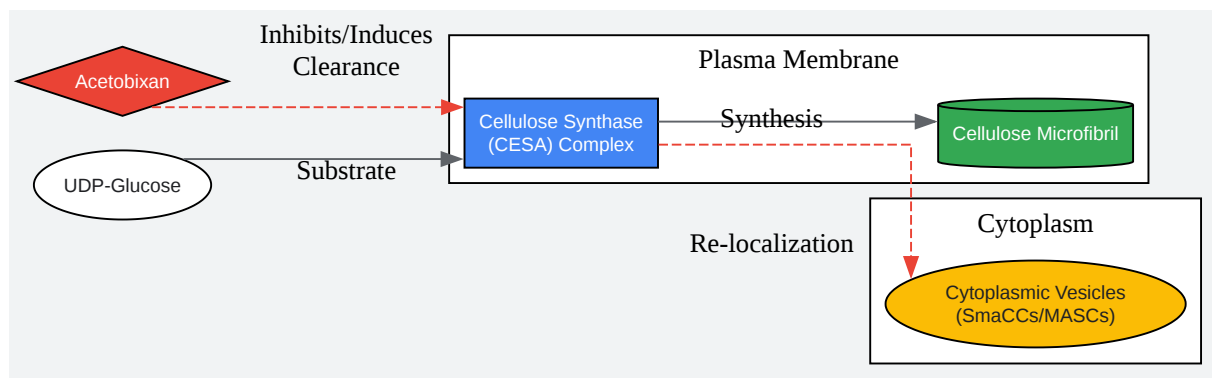 Inhibits/Induces
Clearance
Plasma Membrane
Acetobixan
Cellulose Synthase
(CESA) Complex
Synthesis
Cellulose Microfibril
UDP-Glucose
Substrate
Re-localization
Cytoplasm
Cytoplasmic Vesicles
(SmaCCs/MASCs)